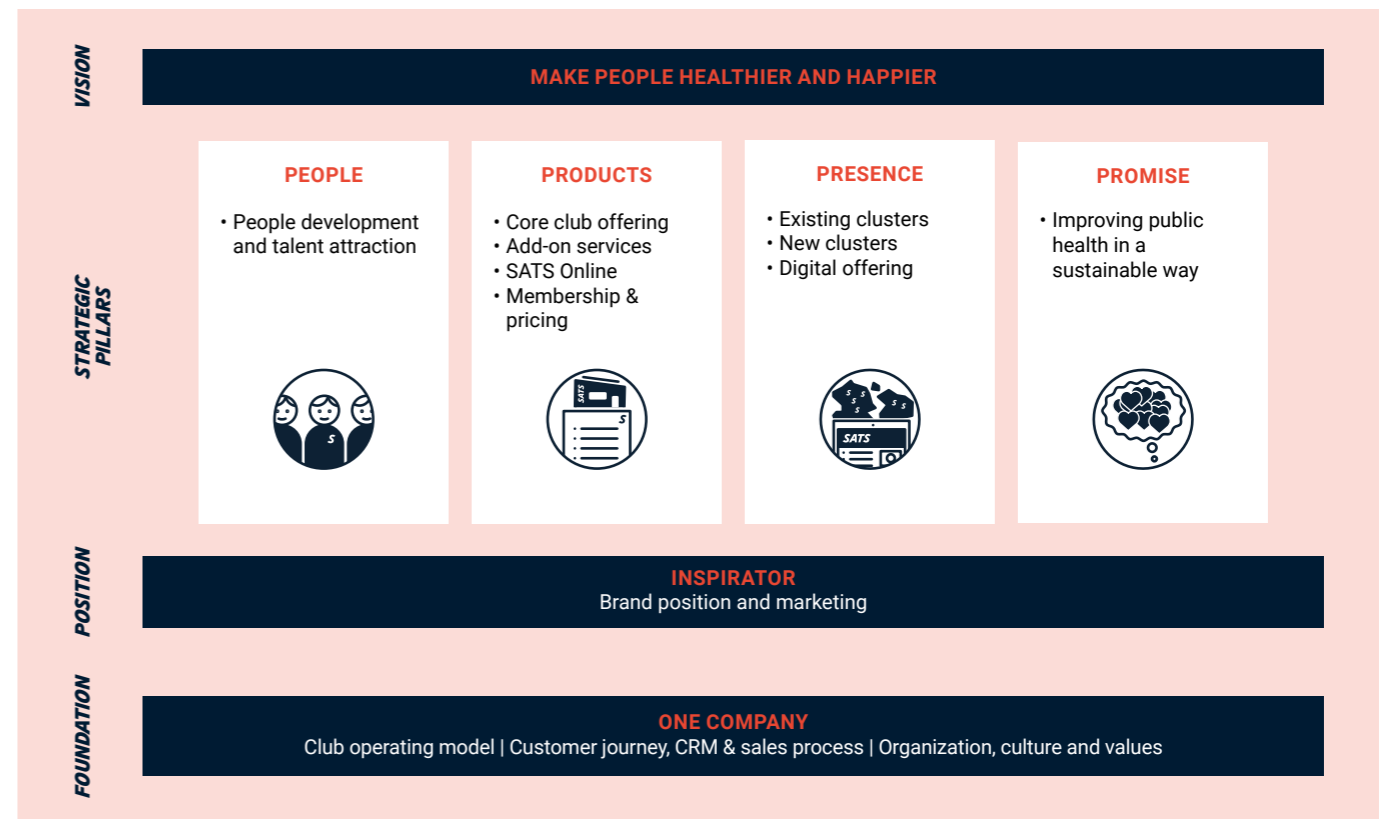 VISION
MAKE PEOPLE HEALTHIER AND HAPPIER
STRATEGIC
PILLARS
PEOPLE
• People development
and talent attraction
S
PRODUCTS
• Core club offering
• Add-on services
• SATS Online
• Membership &
pricing
SATS
S
PRESENCE
• Existing clusters
• New clusters
• Digital offering
S
S
S
S
S S
SATS
PROMISE
• Improving public
health in a
sustainable way
POSITION
INSPIRATOR
Brand position and marketing
FOUNDATION
ONE COMPANY
Club operating model | Customer journey, CRM & sales process | Organization, culture and values